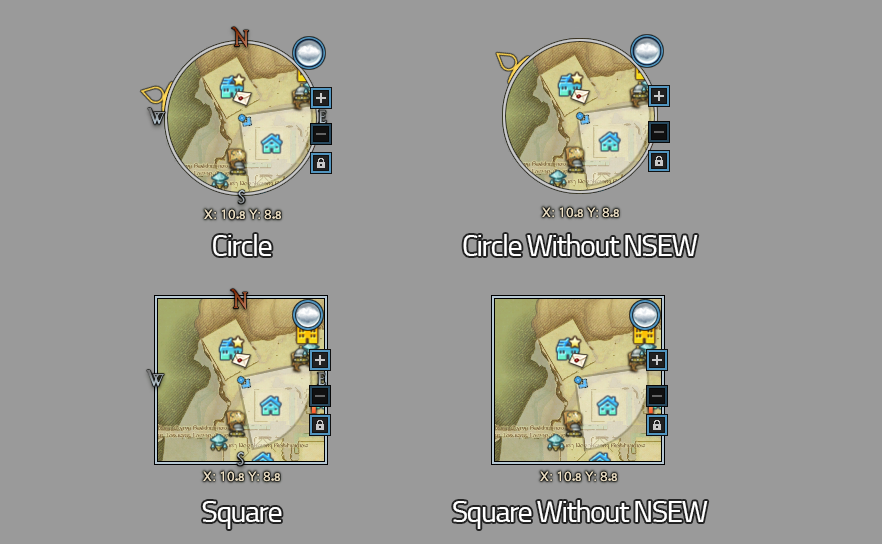 N
W
E
S
X: 10.8 Y: 8.8
X: 10.8 Y: 8.8
Circle
Circle Without NSEW
N
W
E
S
X: 10.8 Y: 8.8
X: 10.8 Y: 8.8
Square
Square Without NSEW